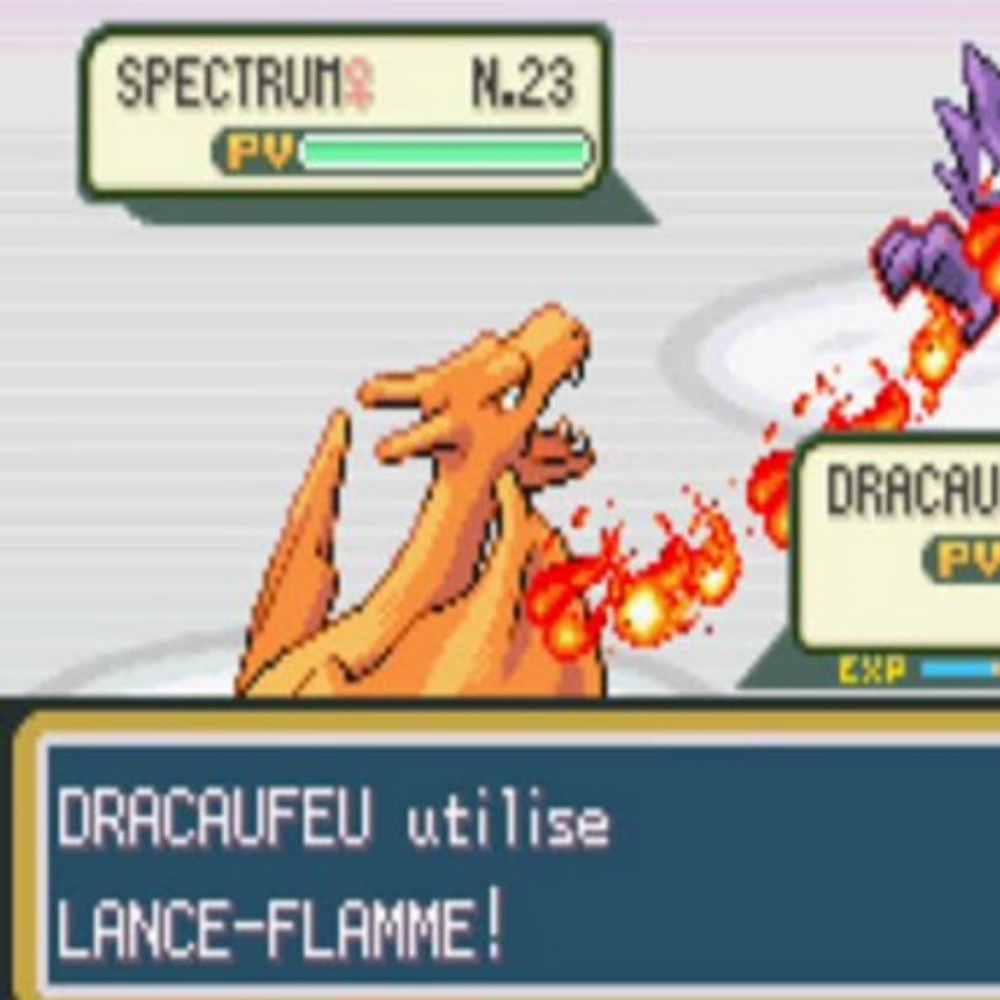 SPECTRUM♀ N.23
PV
DRACAU
PV
EXP
DRACAUFEU utilise
LANCE-FLAMME!